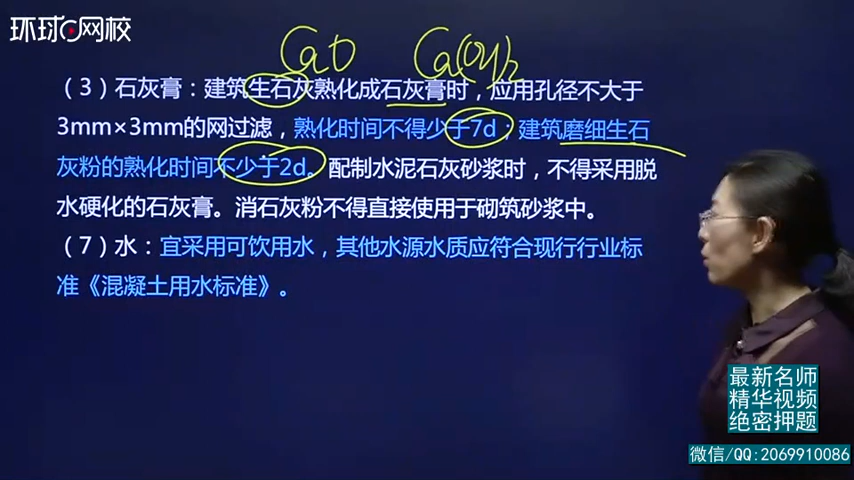 环球网校
CaO Ca(OH)₂
（3）石灰膏：建筑生石灰熟化成石灰膏时，应用孔径不大于
3mm×3mm的网过滤，熟化时间不得少于7d；建筑磨细生石
灰粉的熟化时间不少于2d。配制水泥石灰砂浆时，不得采用脱
水硬化的石灰膏。消石灰粉不得直接使用于砌筑砂浆中。
（7）水：宜采用可饮用水，其他水源水质应符合现行行业标
准《混凝土用水标准》。
最新名师
精华视频
绝密押题
微信/QQ:2069910086